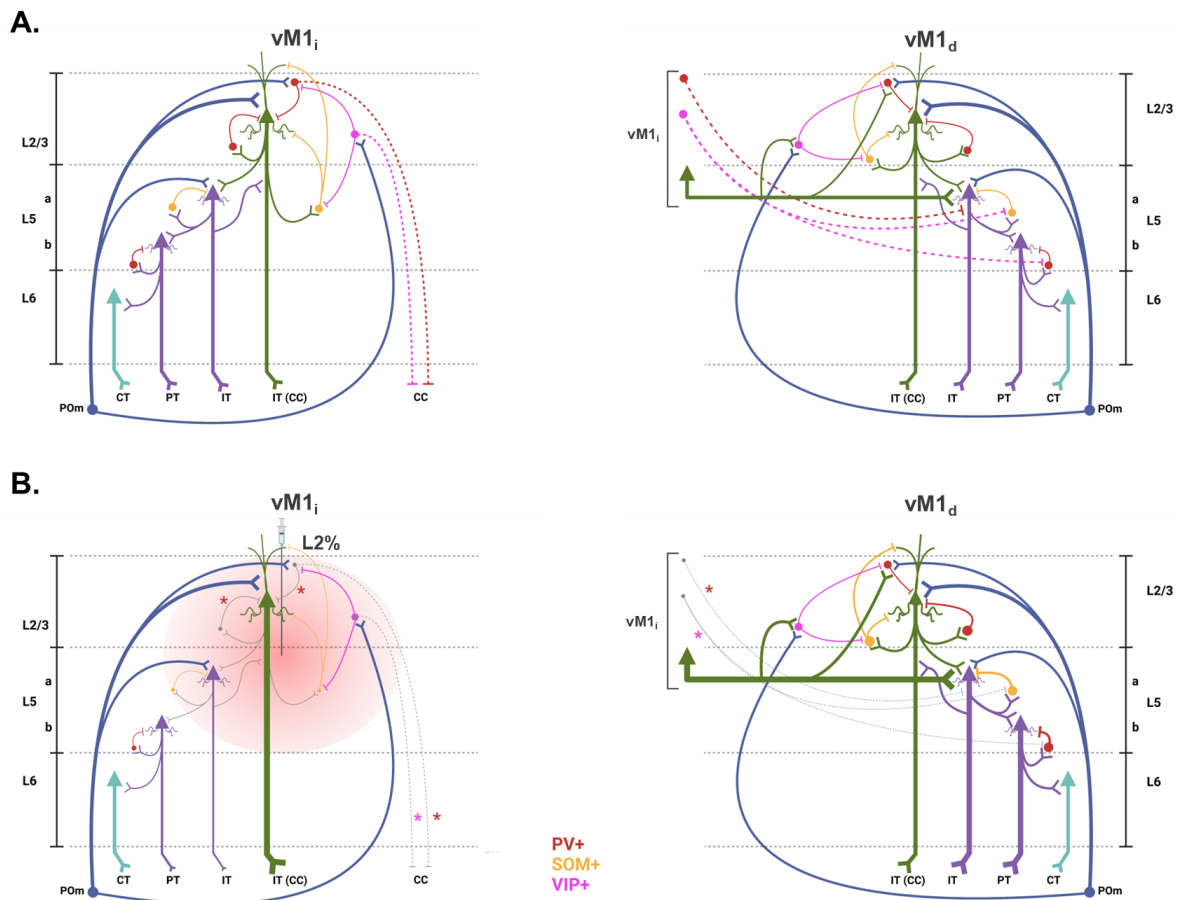 A.
vM1i
vM1d
L2/3
a
L5
b
L6
CT
PT
IT
IT (CC)
CC
POm
vM1i
L2/3
a
L5
b
L6
IT (CC)
IT
PT
CT
POm
B.
vM1i
L2%
vM1d
L2/3
a
L5
b
L6
*
*
*
*
CT
PT
IT
IT (CC)
CC
POm
PV+
SOM+
VIP+
vM1i
*
*
L2/3
a
L5
b
L6
IT (CC)
IT
PT
CT
POm